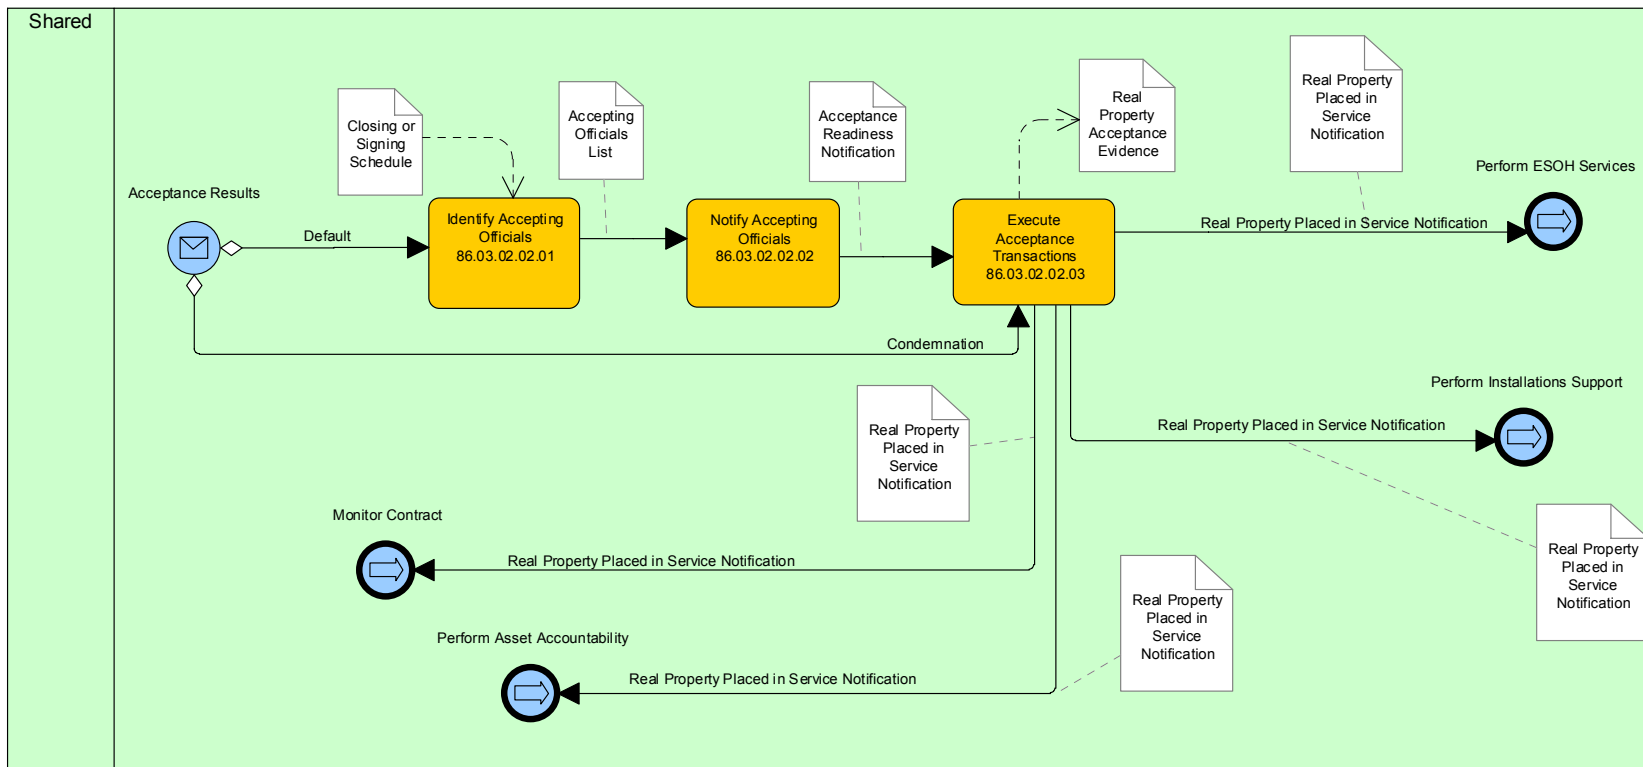 Shared
Closing or
Signing
Schedule
Accepting
Officials
List
Acceptance
Readiness
Notification
Real
Property
Acceptance
Evidence
Real Property
Placed in
Service
Notification
Perform ESOH Services
Acceptance Results
Default
Identify Accepting
Officials
86.03.02.02.01
Notify Accepting
Officials
86.03.02.02.02
Execute
Acceptance
Transactions
86.03.02.02.03
Real Property Placed in Service Notification
Condemnation
Perform Installations Support
Real Property Placed in Service Notification
Real Property
Placed in
Service
Notification
Monitor Contract
Real Property Placed in Service Notification
Real Property
Placed in
Service
Notification
Real Property
Placed in
Service
Notification
Perform Asset Accountability
Real Property Placed in Service Notification